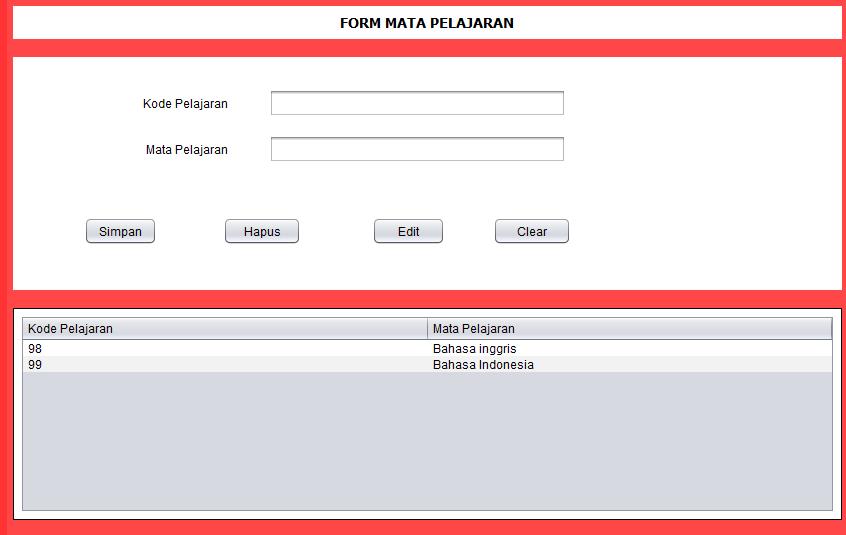 FORM MATA PELAJARAN
Kode Pelajaran
Mata Pelajaran
Simpan Hapus Edit Clear
Kode Pelajaran Mata Pelajaran
98 Bahasa inggris
99 Bahasa Indonesia